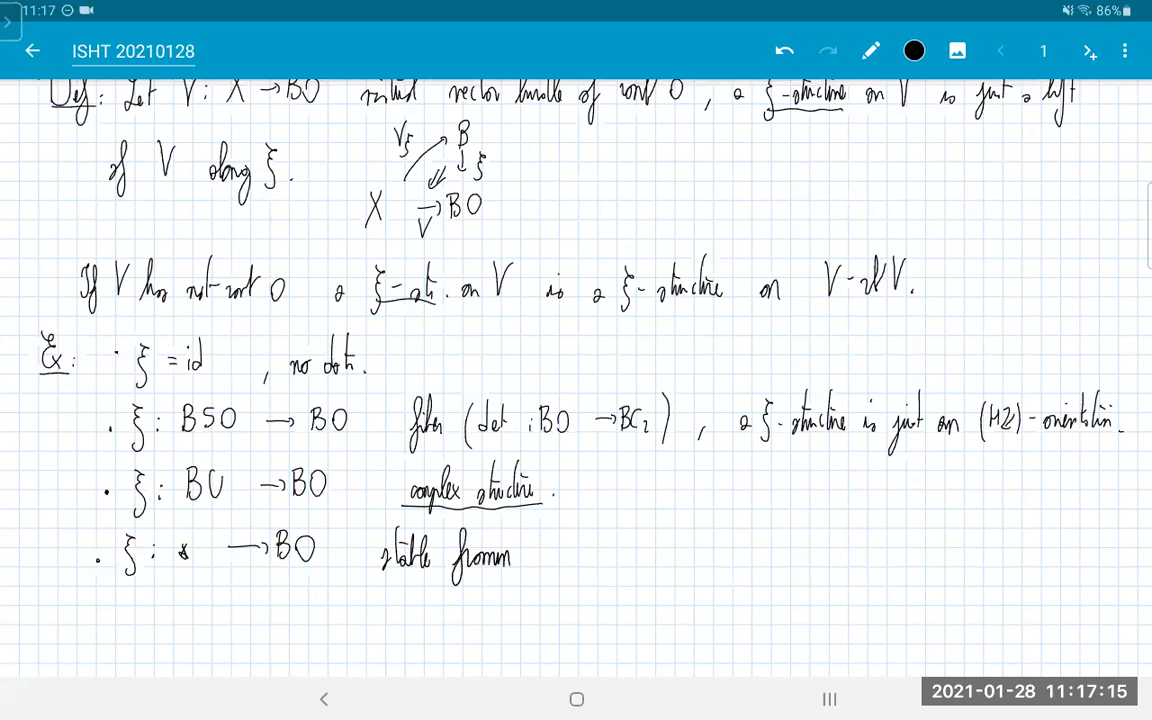 11:17
86%
ISHT 20210128
1
Def: Let V: X → BO virtual vector bundle of rank 0, a ξ-structure on V is just a lift
of V along ξ.
Vξ B
ξ
X → BO
V
If V has not-rank 0 a ξ-str. on V is a ξ-structure on V-rk V.
Ex: · ξ = id , no data.
· ξ: BSO → BO fiber (det : BO → BC₂) , a ξ-structure is just an (HZ)-orientation.
· ξ: BU → BO complex structure.
· ξ: * → BO stable
2021-01-28 11:17:15